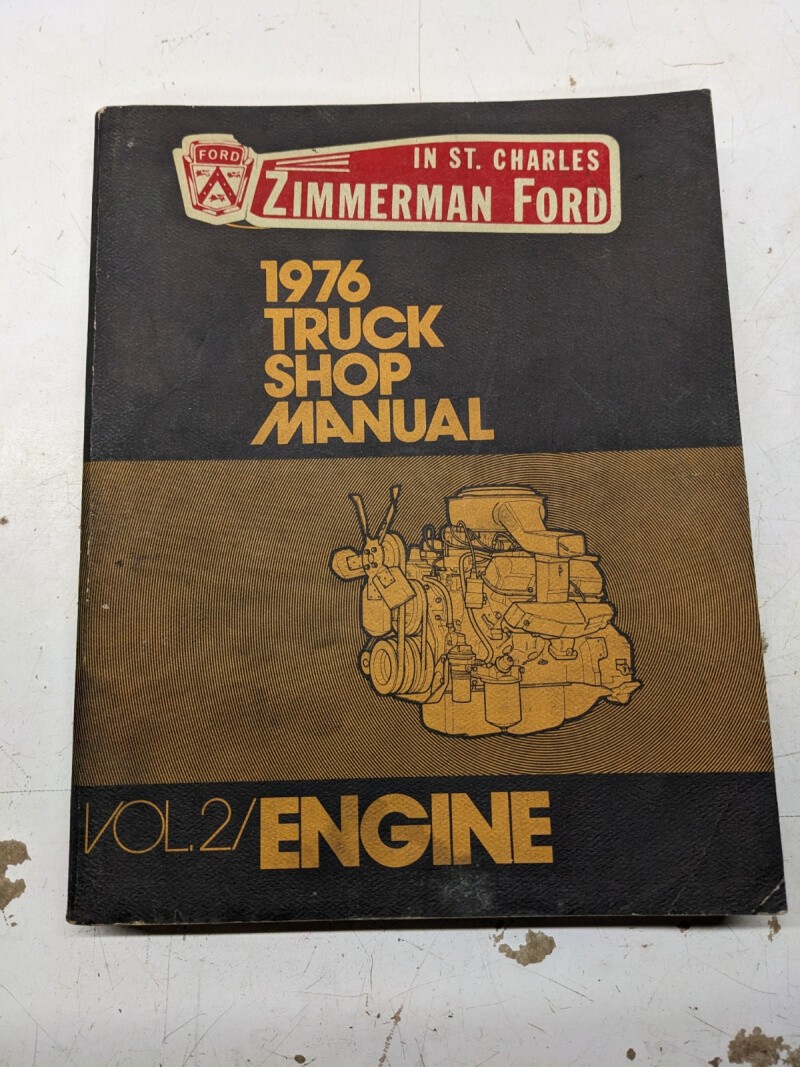 FORD
IN ST. CHARLES
ZIMMERMAN FORD
1976
TRUCK
SHOP
MANUAL
VOL.2/ENGINE